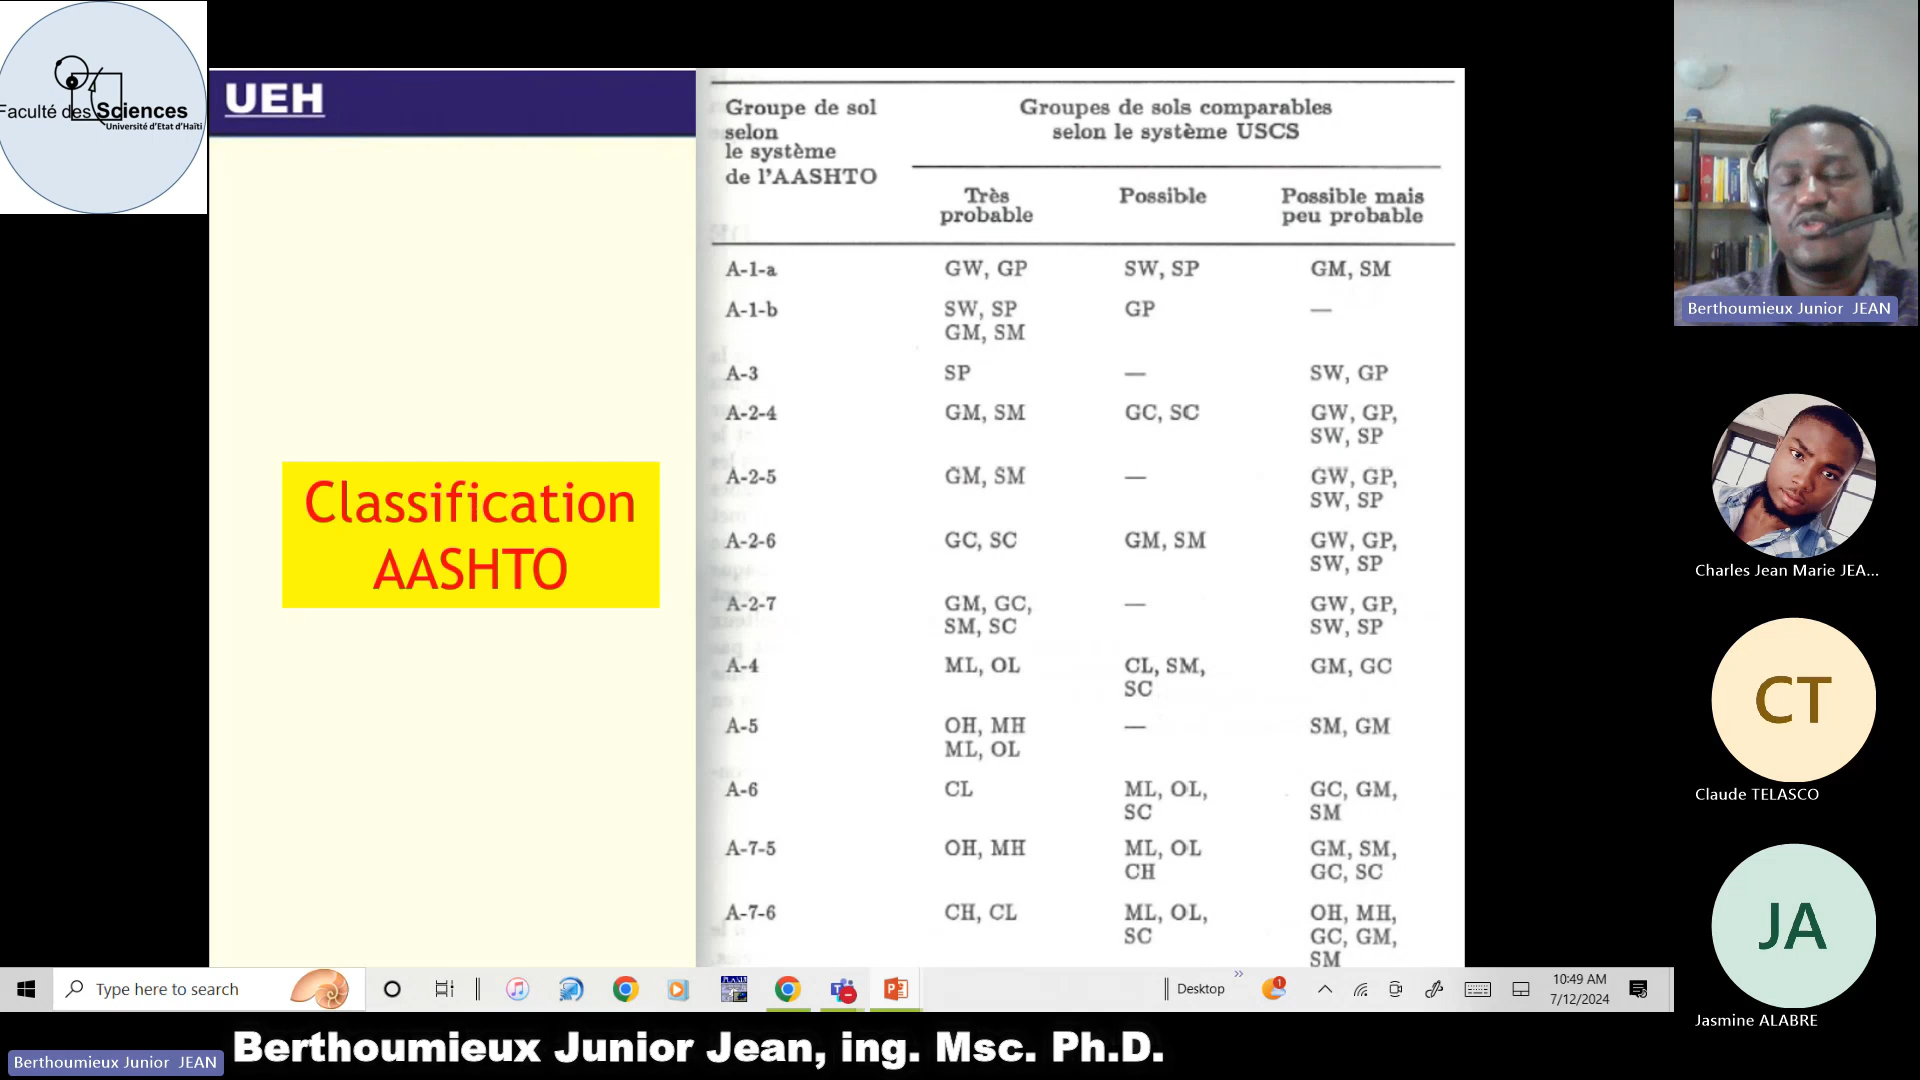 Faculté des Sciences
Université d'Etat d'Haïti
UEH
Classification
AASHTO
Groupe de sol
selon
le système
de l'AASHTO
Groupes de sols comparables
selon le système USCS
Très
probable
Possible
Possible mais
peu probable
A-1-a GW, GP SW, SP GM, SM
A-1-b SW, SP GP —
GM, SM
A-3 SP — SW, GP
A-2-4 GM, SM GC, SC GW, GP,
SW, SP
A-2-5 GM, SM — GW, GP,
SW, SP
A-2-6 GC, SC GM, SM GW, GP,
SW, SP
A-2-7 GM, GC, — GW, GP,
SM, SC SW, SP
A-4 ML, OL CL, SM, GM, GC
SC
A-5 OH, MH — SM, GM
ML, OL
A-6 CL ML, OL, GC, GM,
SC SM
A-7-5 OH, MH ML, OL GM, SM,
CH GC, SC
A-7-6 CH, CL ML, OL, OH, MH,
SC GC, GM,
SM
Berthoumieux Junior JEAN
Charles Jean Marie JEA...
CT
Claude TELASCO
JA
Jasmine ALABRE
Type here to search
Desktop
1
10:49 AM
7/12/2024
Berthoumieux Junior JEAN
Berthoumieux Junior Jean, ing. Msc. Ph.D.